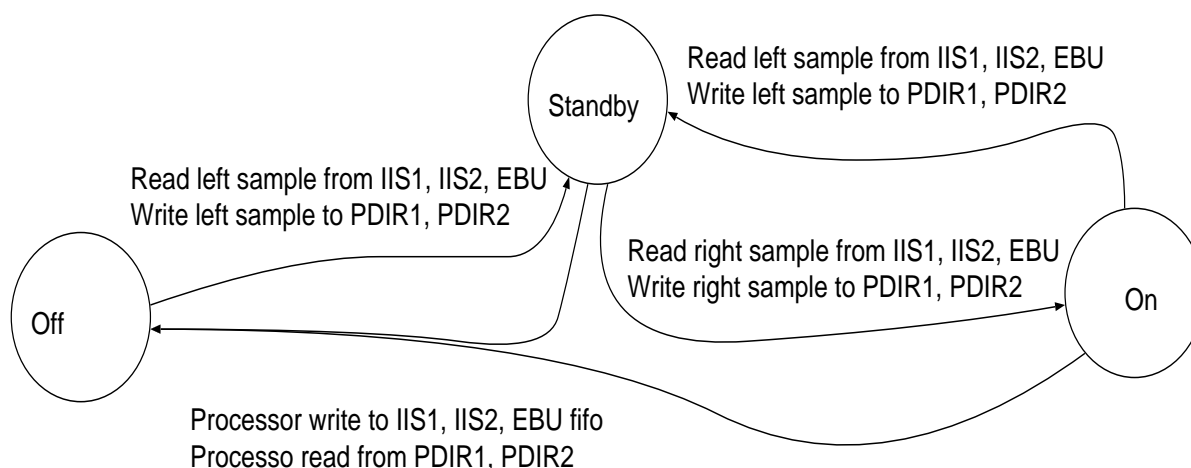 Read left sample from IIS1, IIS2, EBU
Write left sample to PDIR1, PDIR2
Standby
Read left sample from IIS1, IIS2, EBU
Write left sample to PDIR1, PDIR2
Read right sample from IIS1, IIS2, EBU
Write right sample to PDIR1, PDIR2
On
Off
Processor write to IIS1, IIS2, EBU fifo
Processo read from PDIR1, PDIR2